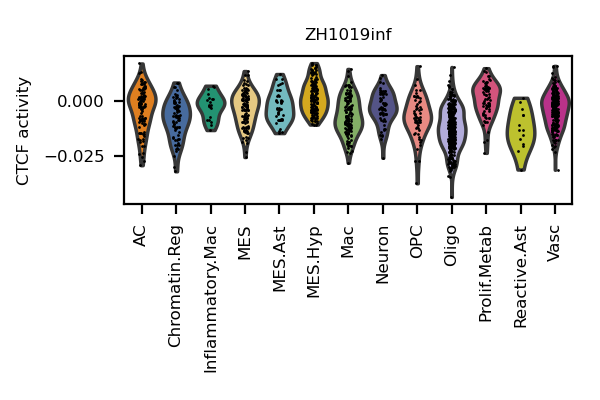 ZH1019inf
CTCF activity
0.000
−0.025
AC
Chromatin.Reg
Inflammatory.Mac
MES
MES.Ast
MES.Hyp
Mac
Neuron
OPC
Oligo
Prolif.Metab
Reactive.Ast
Vasc